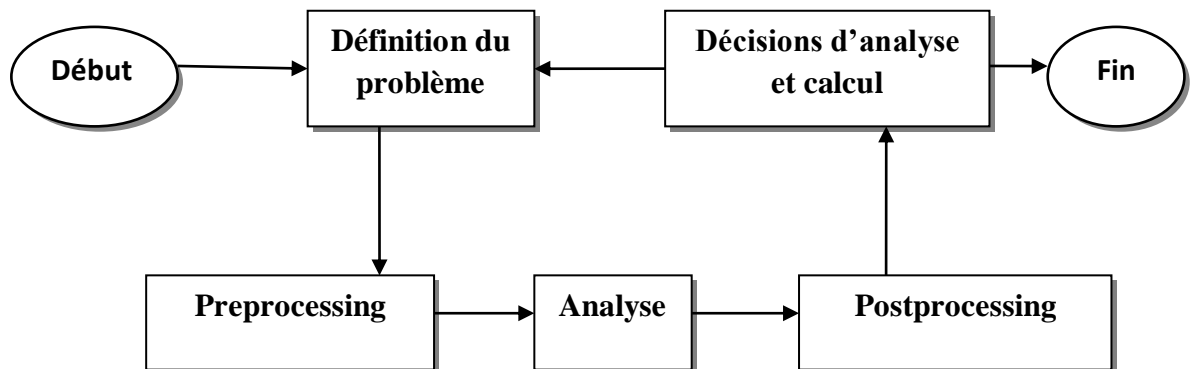 Début
Définition du
problème
Décisions d’analyse
et calcul
Fin
Preprocessing
Analyse
Postprocessing